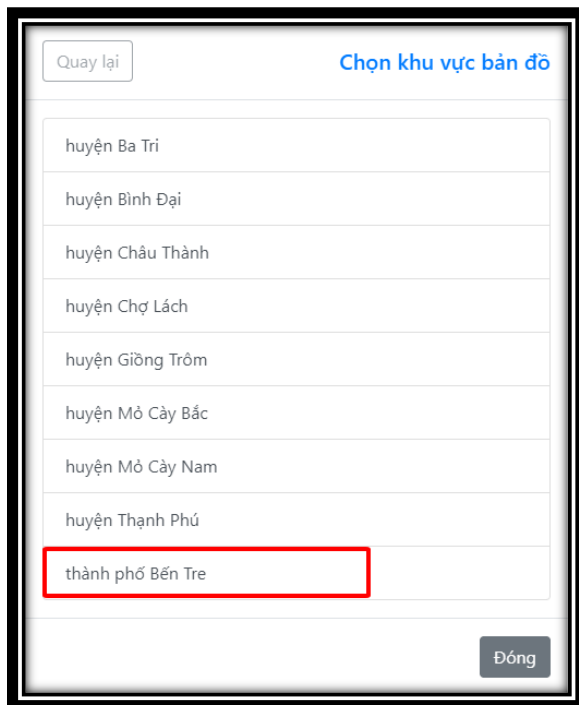 Quay lại
Chọn khu vực bản đồ
huyện Ba Tri
huyện Bình Đại
huyện Châu Thành
huyện Chợ Lách
huyện Giồng Trôm
huyện Mỏ Cày Bắc
huyện Mỏ Cày Nam
huyện Thạnh Phú
thành phố Bến Tre
Đóng